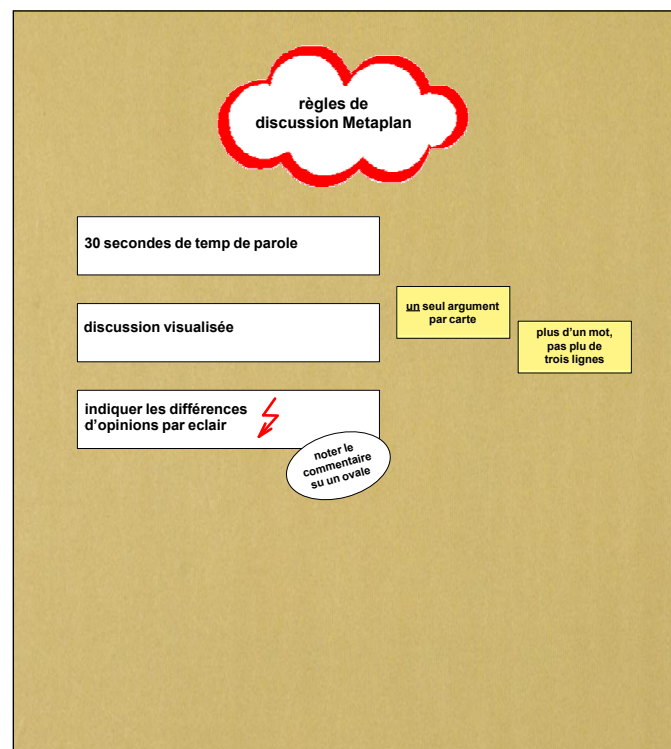 règles de
discussion Metaplan
30 secondes de temp de parole
discussion visualisée
un seul argument
par carte
plus d'un mot,
pas plu de
trois lignes
indiquer les différences
d'opinions par eclair
noter le
commentaire
su un ovale